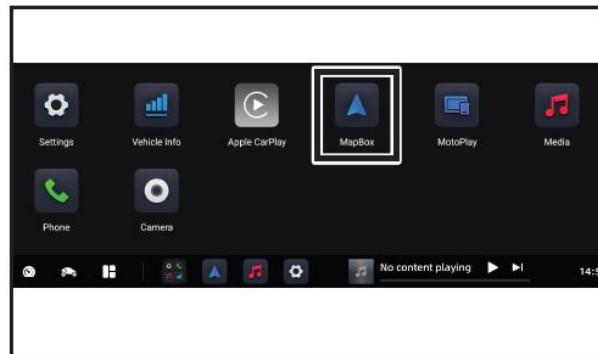 Settings
Vehicle Info
Apple CarPlay
MapBox
MotoPlay
Media
Phone
Camera
No content playing